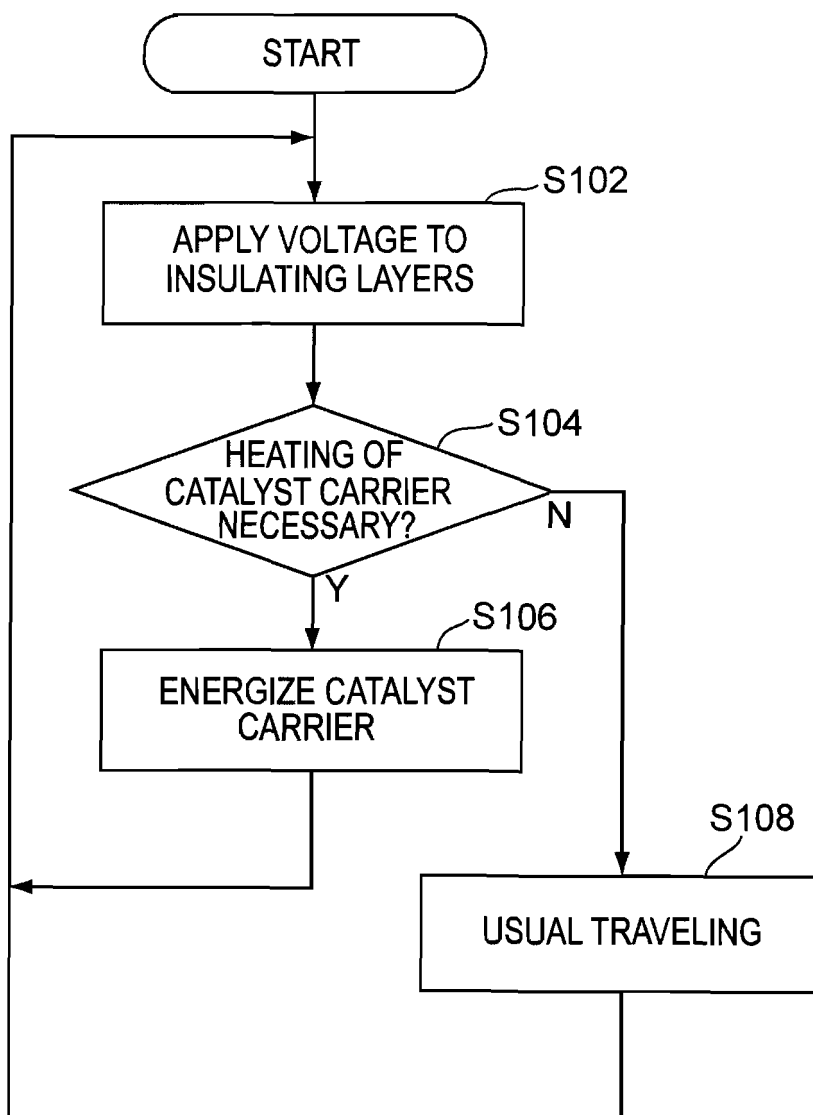 START
S102
APPLY VOLTAGE TO
INSULATING LAYERS
S104
HEATING OF
CATALYST CARRIER
NECESSARY?
N
Y
S106
ENERGIZE CATALYST
CARRIER
S108
USUAL TRAVELING